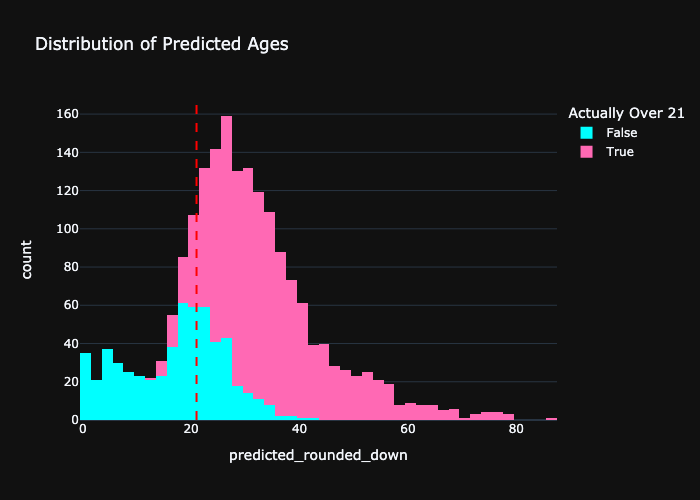 Distribution of Predicted Ages
Actually Over 21
False
True
160
140
120
100
80
60
40
20
0
count
0 20 40 60 80
predicted_rounded_down